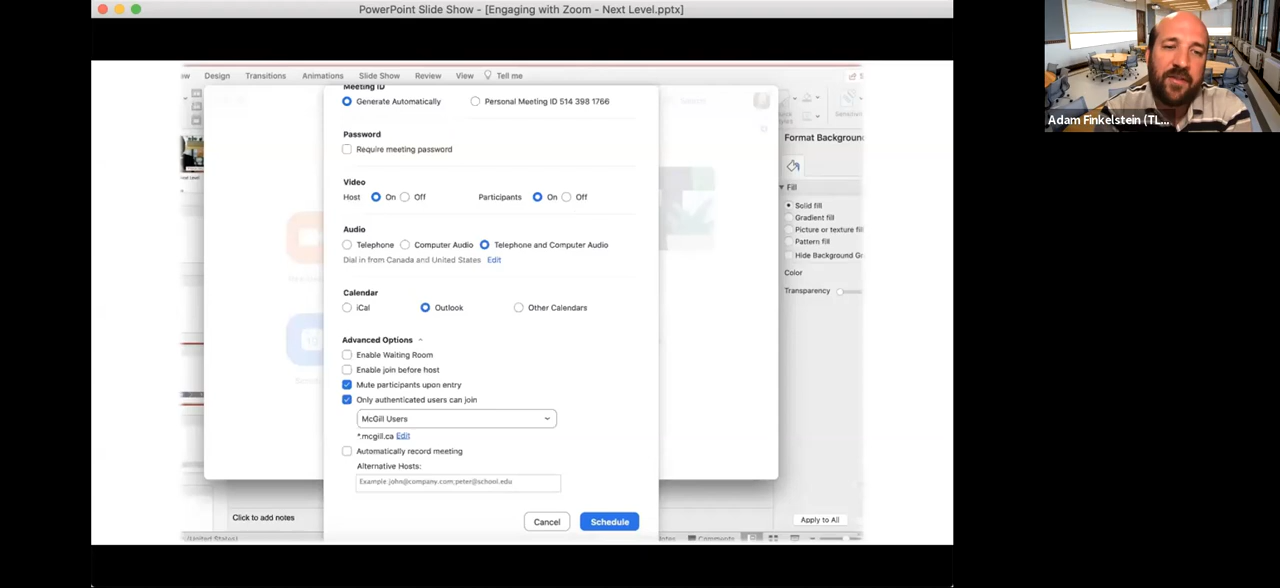 PowerPoint Slide Show - [Engaging with Zoom - Next Level.pptx]
Design Transitions Animations Slide Show Review View Tell me
Meeting ID
Generate Automatically Personal Meeting ID 514 398 1766
Password
Require meeting password
Video
Host On Off Participants On Off
Audio
Telephone Computer Audio Telephone and Computer Audio
Dial in from Canada and United States Edit
Calendar
iCal Outlook Other Calendars
Advanced Options
Enable Waiting Room
Enable join before host
Mute participants upon entry
Only authenticated users can join
McGill Users
*.mcgill.ca Edit
Automatically record meeting
Alternative Hosts:
Example:john@company.com;peter@school.edu
Cancel Schedule
Click to add notes
(United States)
Comments
Format Background
Fill
Solid fill
Gradient fill
Picture or texture fill
Pattern fill
Hide Background Gr
Color
Transparency
Apply to All
Adam Finkelstein (TL...